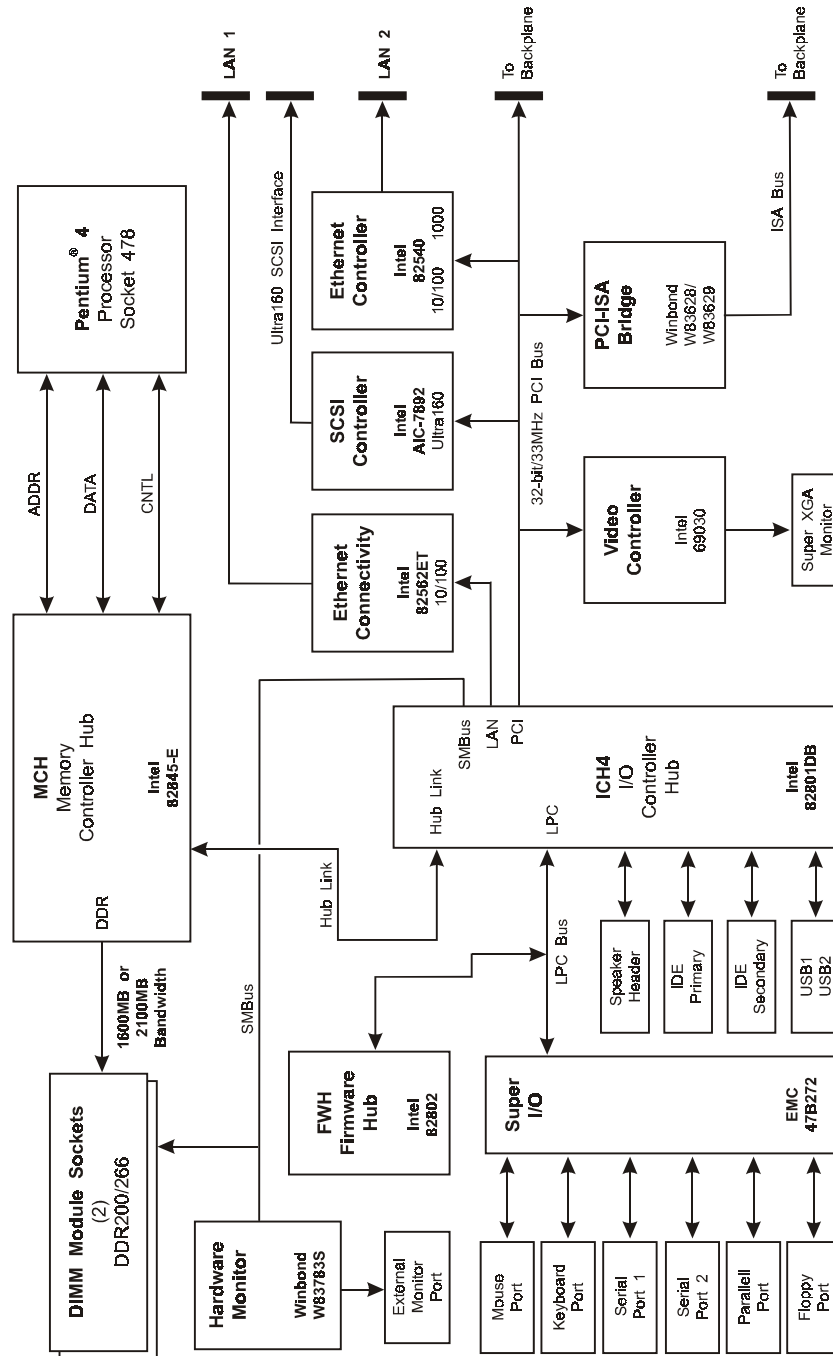 DIMM Module Sockets
(2)
DDR200/266
1600MB or
2100MB
Bandwidth
DDR
MCH
Memory
Controller Hub
Intel
82845-E
ADDR
DATA
CNTL
Pentium® 4
Processor
Socket 478
Hardware
Monitor
Winbond
W83783S
External
Monitor
Port
SMBus
Hub Link
FWH
Firmware
Hub
Intel
82802
Ethernet
Connectivity
Intel
82562ET
10/100
SCSI
Controller
Intel
AIC-7892
Ultra160
Ethernet
Controller
Intel
82540
10/100 1000
Ultra160 SCSI Interface
LAN 1
LAN 2
To
Backplane
Hub Link
SMBus
LAN
PCI
LPC
ICH4
I/O
Controller
Hub
Intel
82801DB
32-bit/33MHz PCI Bus
LPC Bus
Super
I/O
EMC
47B272
Mouse
Port
Keyboard
Port
Serial
Port 1
Serial
Port 2
Parallell
Port
Floppy
Port
Speaker
Header
IDE
Primary
IDE
Secondary
USB1
USB2
Video
Controller
Intel
69030
Super XGA
Monitor
PCI-ISA
Bridge
Winbond
W83628/
W83629
ISA Bus
To
Backplane